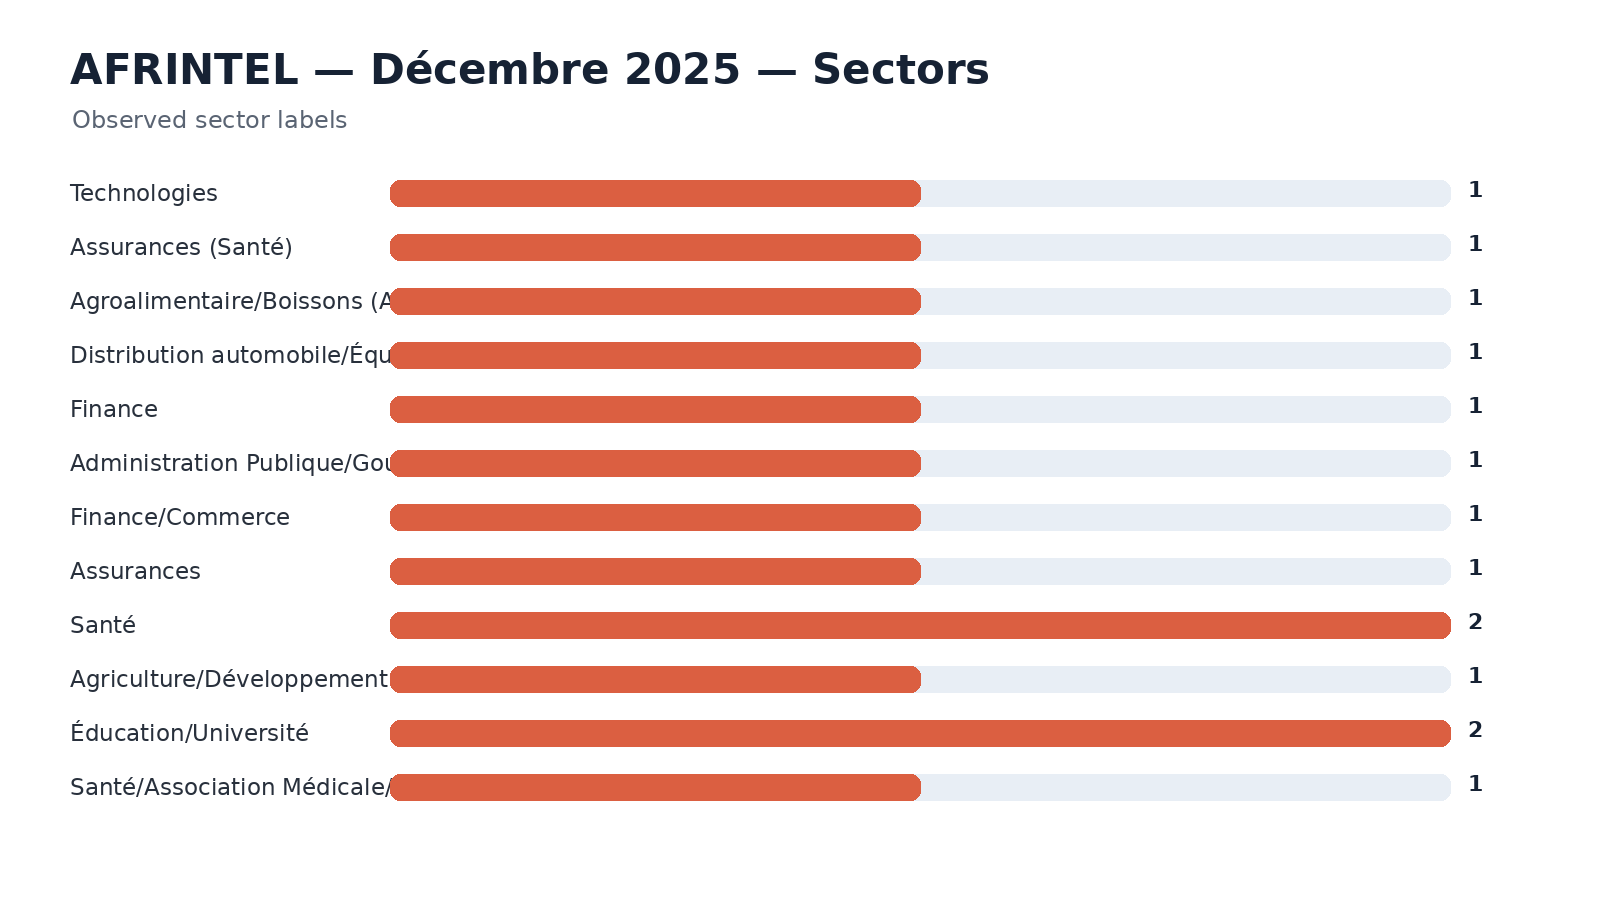 AFRINTEL — Décembre 2025 — Sectors
Observed sector labels
Technologies 1
Assurances (Santé) 1
Agroalimentaire/Boissons (A 1
Distribution automobile/Équ 1
Finance 1
Administration Publique/Gou 1
Finance/Commerce 1
Assurances 1
Santé 2
Agriculture/Développement 1
Éducation/Université 2
Santé/Association Médicale/ 1